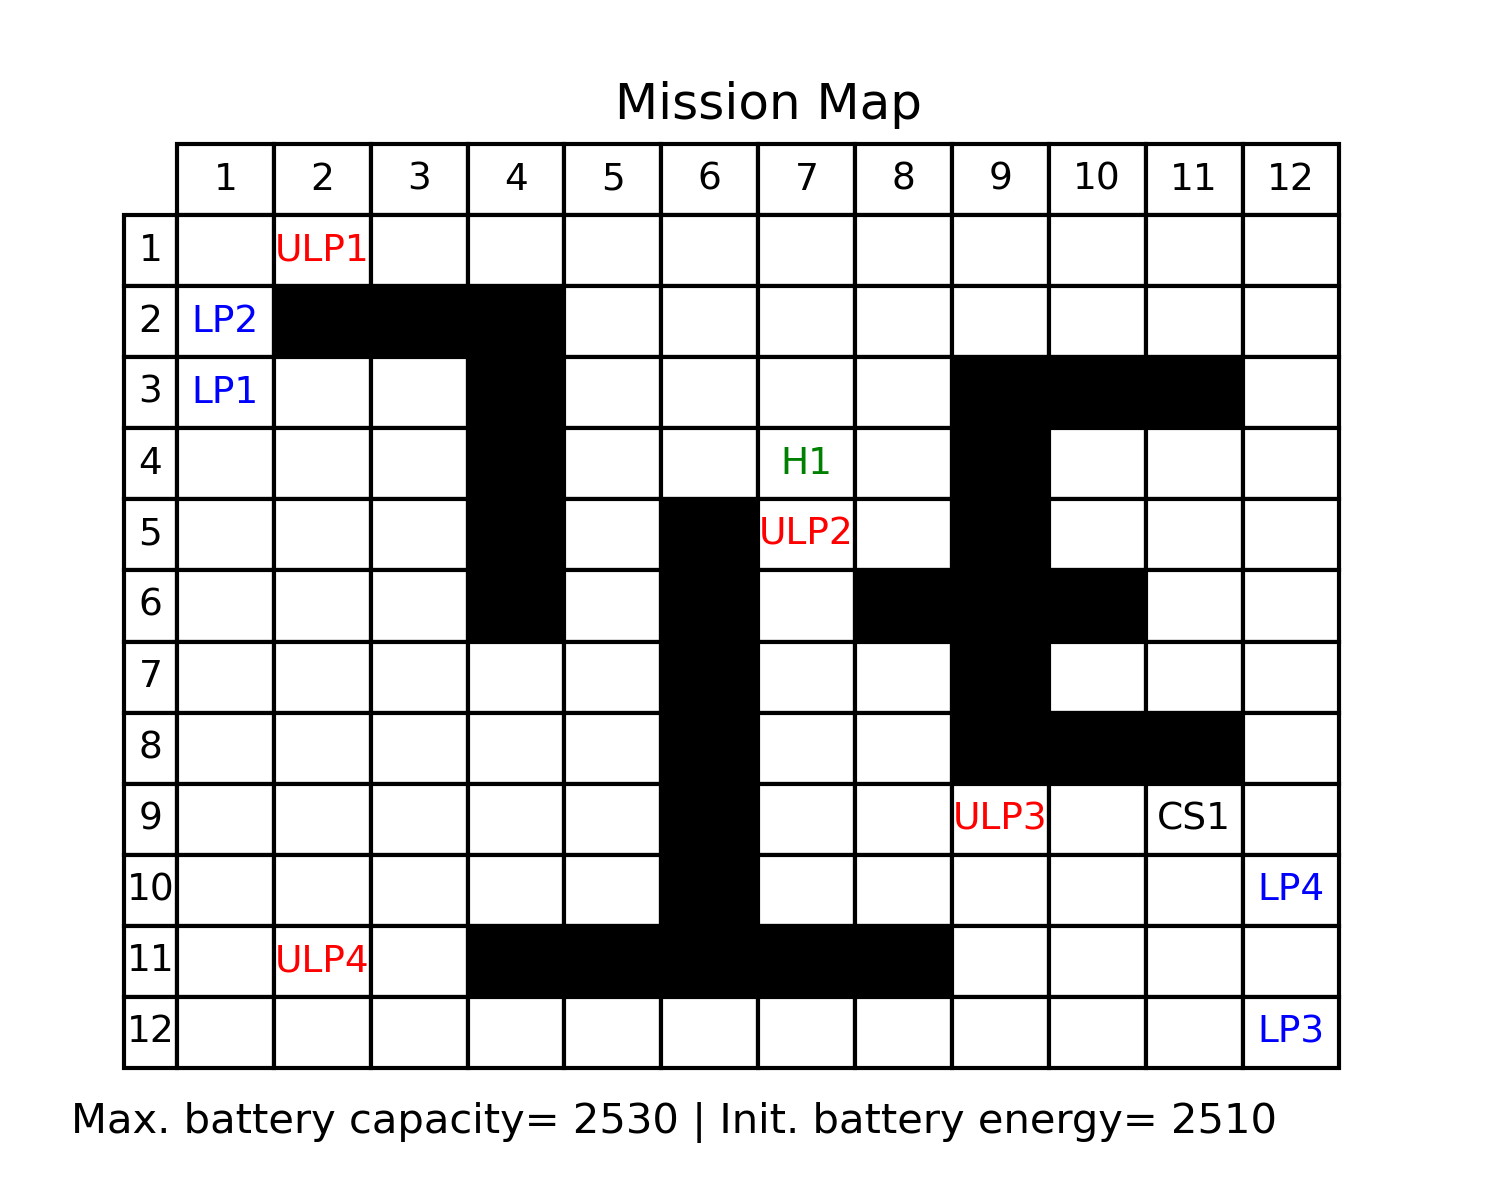 Mission Map
1 2 3 4 5 6 7 8 9 10 11 12
1 ULP1
2 LP2
3 LP1
4 H1
5 ULP2
6
7
8
9 ULP3 CS1
10 LP4
11 ULP4
12 LP3
Max. battery capacity= 2530 | Init. battery energy= 2510